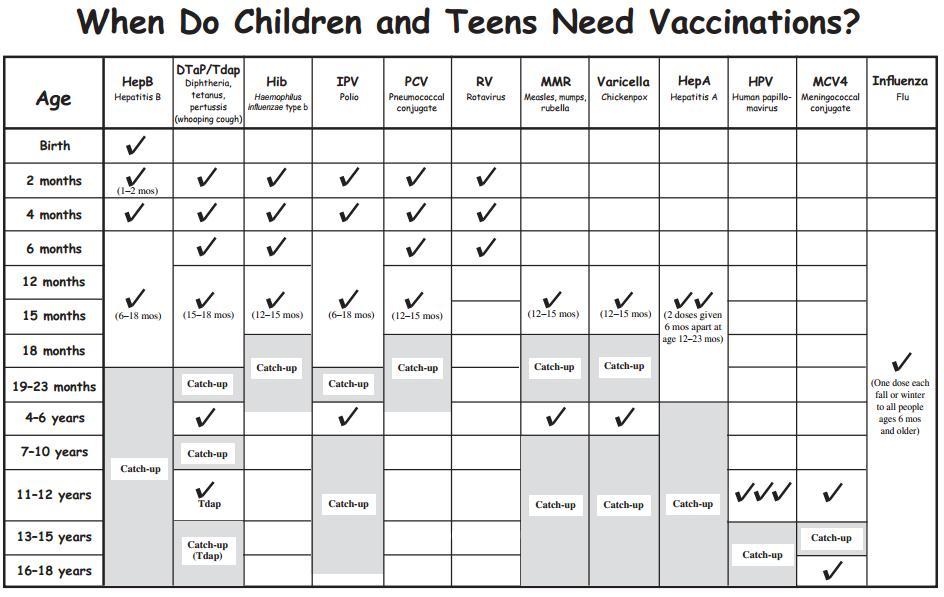 When Do Children and Teens Need Vaccinations?
Age
HepB
Hepatitis B
DTaP/Tdap
Diphtheria,
tetanus,
pertussis
(whooping cough)
Hib
Haemophilus
influenzae type b
IPV
Polio
PCV
Pneumococcal
conjugate
RV
Rotavirus
MMR
Measles, mumps,
rubella
Varicella
Chickenpox
HepA
Hepatitis A
HPV
Human papillo-
mavirus
MCV4
Meningococcal
conjugate
Influenza
Flu
Birth
✓
2 months
✓ ✓ ✓ ✓ ✓ ✓
(1–2 mos)
4 months
✓ ✓ ✓ ✓ ✓ ✓
6 months
✓ ✓ ✓ ✓
12 months
✓ ✓ ✓ ✓ ✓ ✓ ✓ ✓✓
15 months
(6–18 mos)
(15–18 mos)
(12–15 mos)
(6–18 mos)
(12–15 mos)
(12–15 mos)
(12–15 mos)
(2 doses given
6 mos apart at
age 12–23 mos)
18 months
Catch-up
Catch-up
Catch-up
Catch-up
✓
(One dose each
fall or winter
to all people
ages 6 mos
and older)
19–23 months
Catch-up
Catch-up
4–6 years
✓ ✓ ✓ ✓
7–10 years
Catch-up
Catch-up
11–12 years
✓
Tdap
Catch-up
Catch-up
Catch-up
Catch-up
✓✓✓
✓
13–15 years
Catch-up
(Tdap)
Catch-up
Catch-up
16–18 years
✓